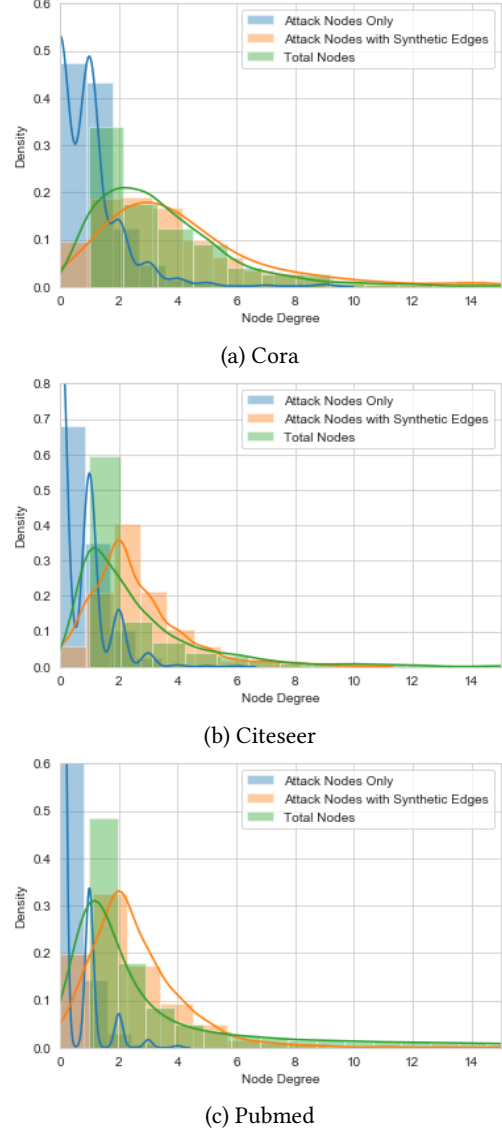 0.6
0.5
0.4
0.3
0.2
0.1
0.0
Density
Attack Nodes Only
Attack Nodes with Synthetic Edges
Total Nodes
0 2 4 6 8 10 12 14
Node Degree
(a) Cora
0.8
0.7
0.6
0.5
0.4
0.3
0.2
0.1
0.0
Density
Attack Nodes Only
Attack Nodes with Synthetic Edges
Total Nodes
0 2 4 6 8 10 12 14
Node Degree
(b) Citeseer
0.6
0.5
0.4
0.3
0.2
0.1
0.0
Density
Attack Nodes Only
Attack Nodes with Synthetic Edges
Total Nodes
0 2 4 6 8 10 12 14
Node Degree
(c) Pubmed